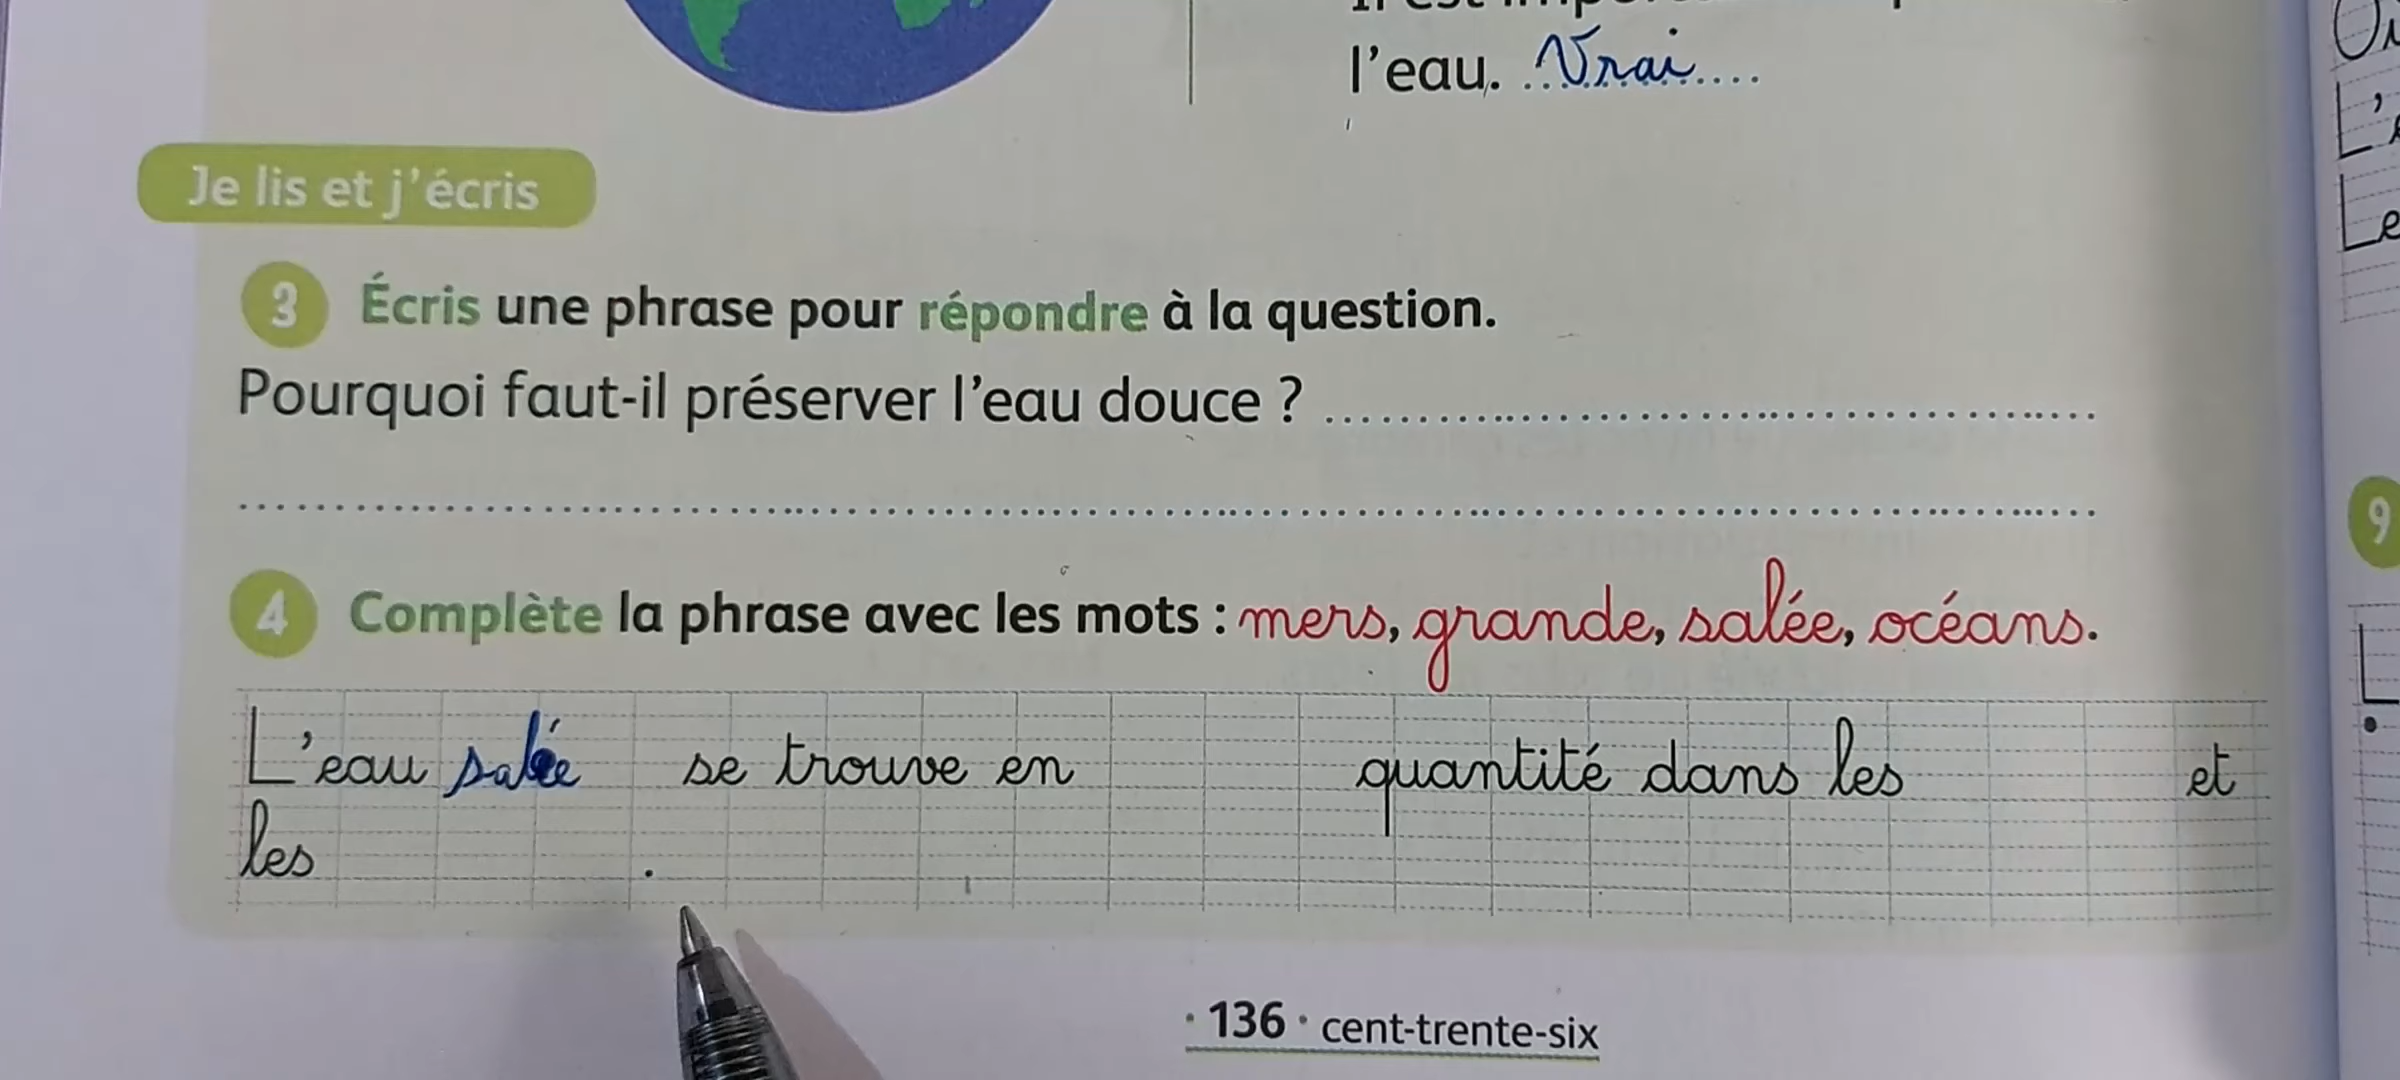 l'eau. Vrai
Je lis et j'écris
3 Écris une phrase pour répondre à la question.
Pourquoi faut-il préserver l'eau douce ?
4 Complète la phrase avec les mots : mers, grande, salée, océans.
L'eau salée se trouve en quantité dans les et
les .
· 136 · cent-trente-six
L'
Le
9
L